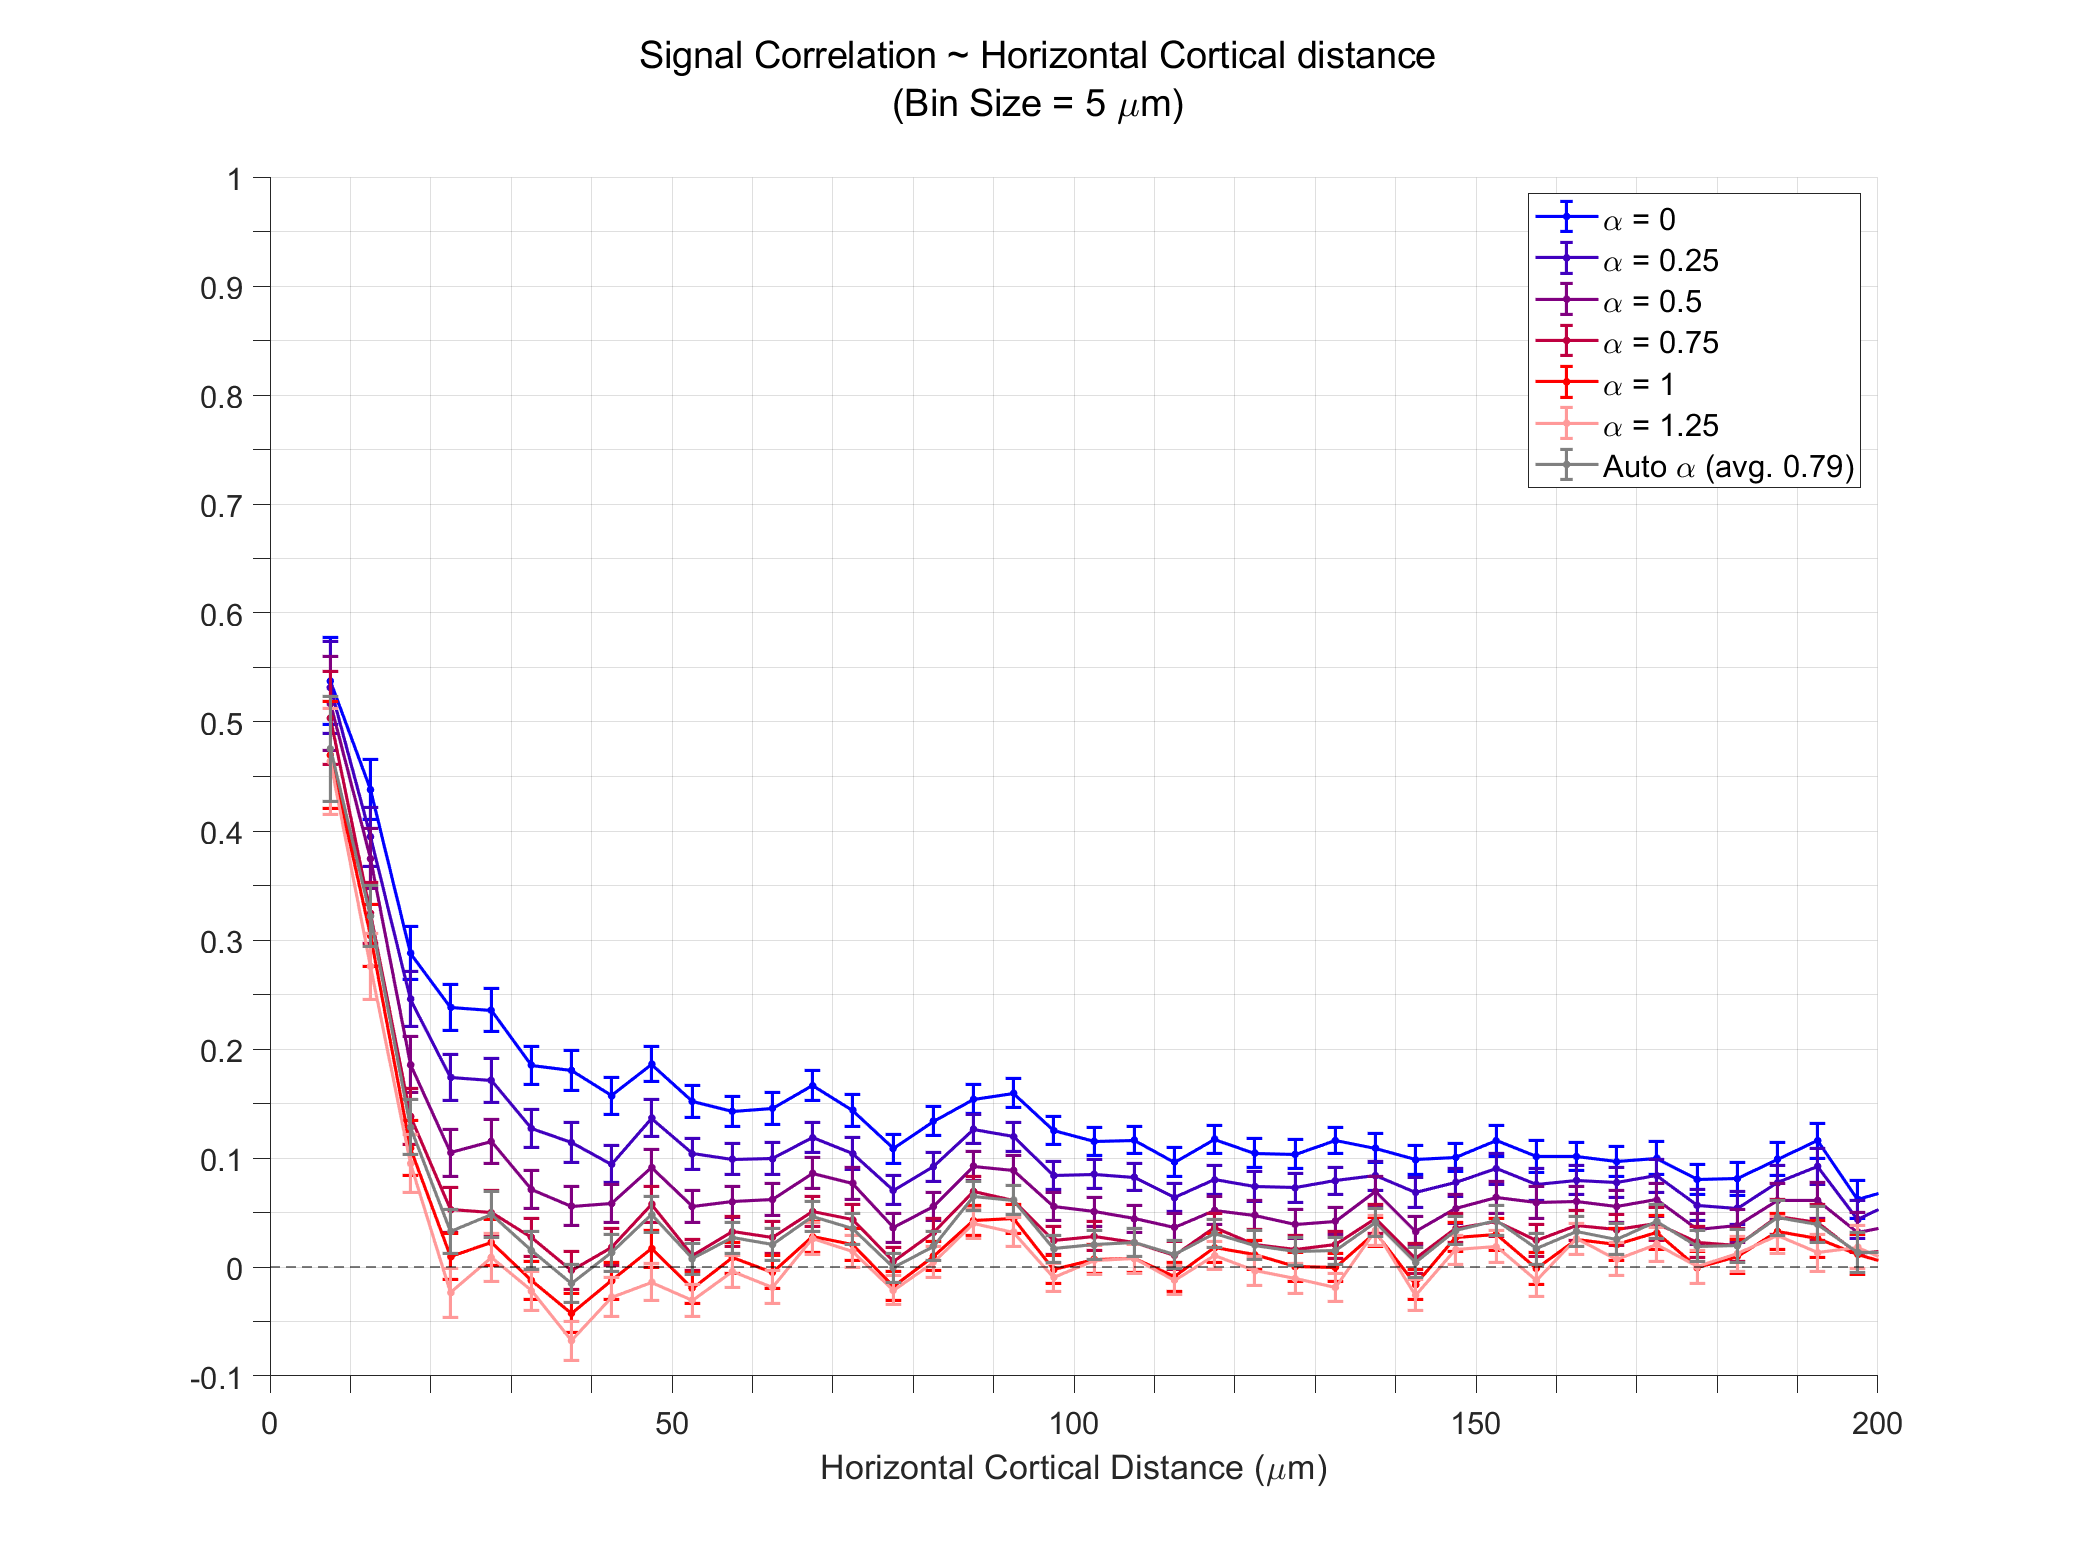 Signal Correlation ~ Horizontal Cortical distance
(Bin Size = 5 μm)
1
0.9
0.8
0.7
0.6
0.5
0.4
0.3
0.2
0.1
0
-0.1
α = 0
α = 0.25
α = 0.5
α = 0.75
α = 1
α = 1.25
Auto α (avg. 0.79)
0
50
100
150
200
Horizontal Cortical Distance (μm)